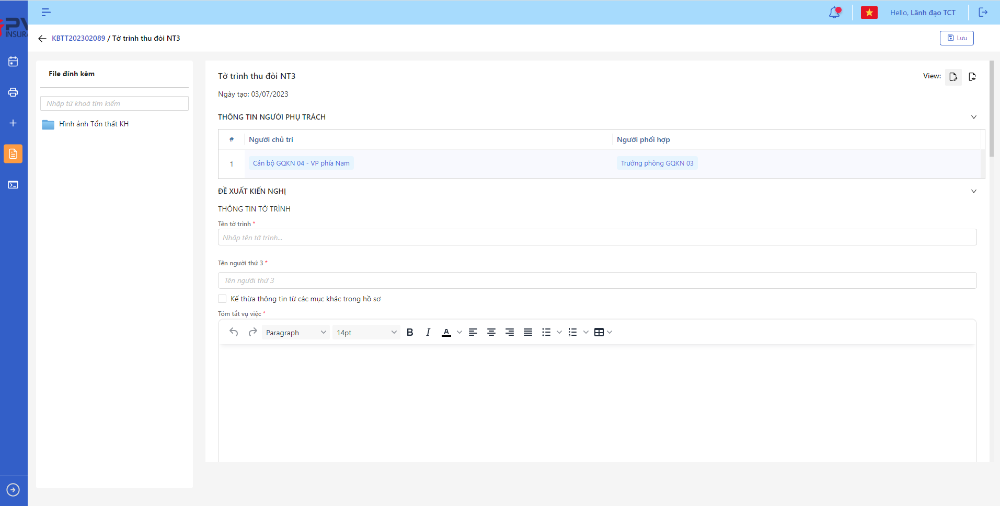 Hello, Lãnh đạo TCT
INSURA
KBTT202302089 / Tờ trình thu đòi NT3
Lưu
File đính kèm
Nhập từ khoá tìm kiếm
Hình ảnh Tổn thất KH
Tờ trình thu đòi NT3
View:
Ngày tạo: 03/07/2023
THÔNG TIN NGƯỜI PHỤ TRÁCH
# Người chủ trì Người phối hợp
1 Cán bộ GQKN 04 - VP phía Nam Trưởng phòng GQKN 03
ĐỀ XUẤT KIẾN NGHỊ
THÔNG TIN TỜ TRÌNH
Tên tờ trình *
Nhập tên tờ trình...
Tên người thứ 3 *
Tên người thứ 3
Kế thừa thông tin từ các mục khác trong hồ sơ
Tóm tắt vụ việc *
Paragraph 14pt B I A